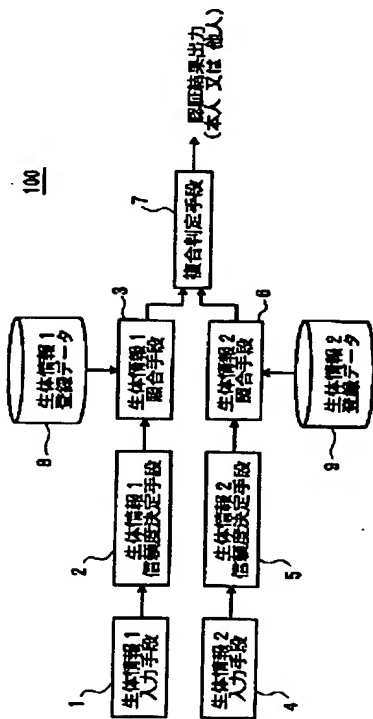 100
8
生体情報1
登録データ
1
生体情報1
入力手段
2
生体情報1
信頼度決定手段
3
生体情報1
照合手段
7
複合判定手段
認証結果出力
(本人 又は 他人)
4
生体情報2
入力手段
5
生体情報2
信頼度決定手段
6
生体情報2
照合手段
9
生体情報2
登録データ